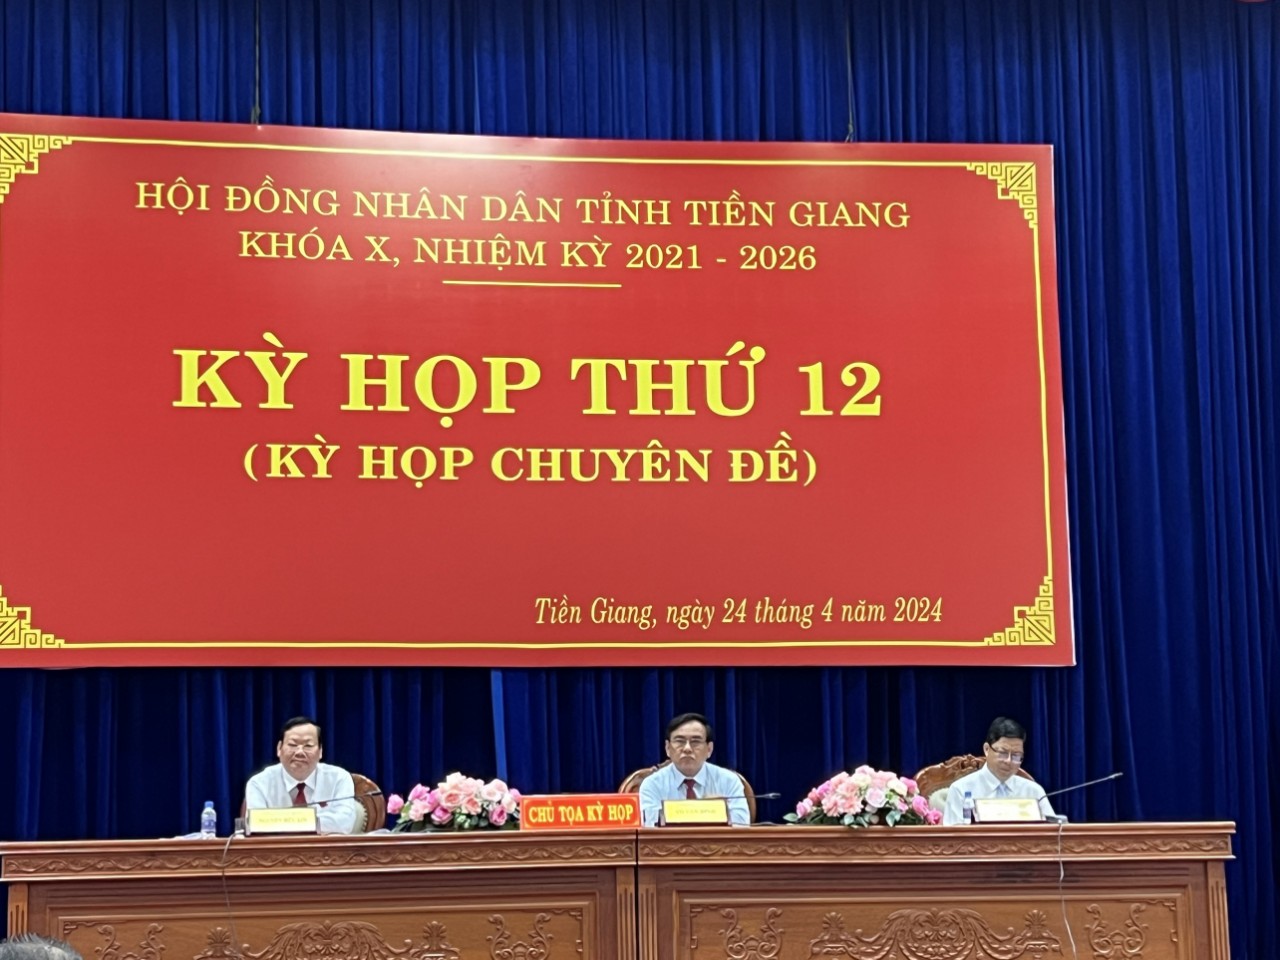 HỘI ĐỒNG NHÂN DÂN TỈNH TIỀN GIANG
KHÓA X, NHIỆM KỲ 2021 - 2026
KỲ HỌP THỨ 12
(KỲ HỌP CHUYÊN ĐỀ)
Tiền Giang, ngày 24 tháng 4 năm 2024
CHỦ TỌA KỲ HỌP